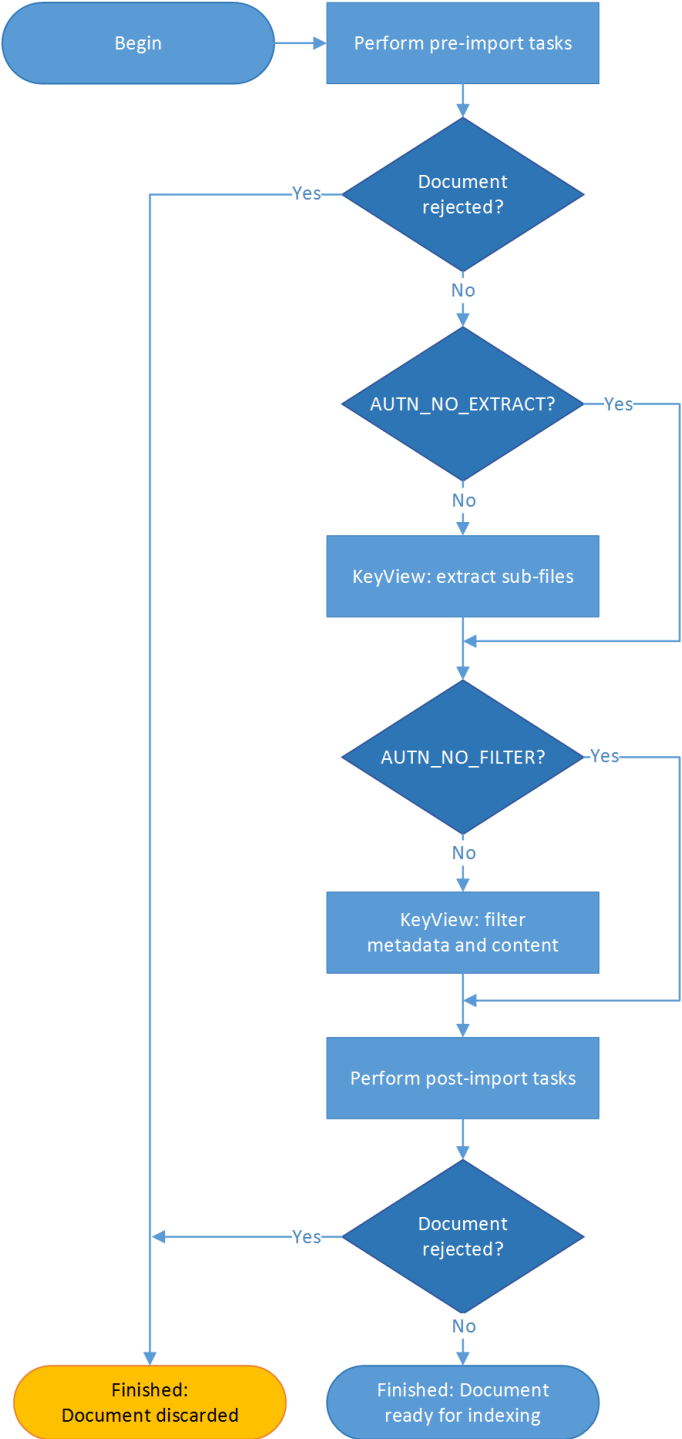 Begin
Perform pre-import tasks
Document
rejected?
Yes
No
AUTN_NO_EXTRACT?
Yes
No
KeyView: extract sub-files
AUTN_NO_FILTER?
Yes
No
KeyView: filter
metadata and content
Perform post-import tasks
Document
rejected?
Yes
No
Finished:
Document discarded
Finished: Document
ready for indexing